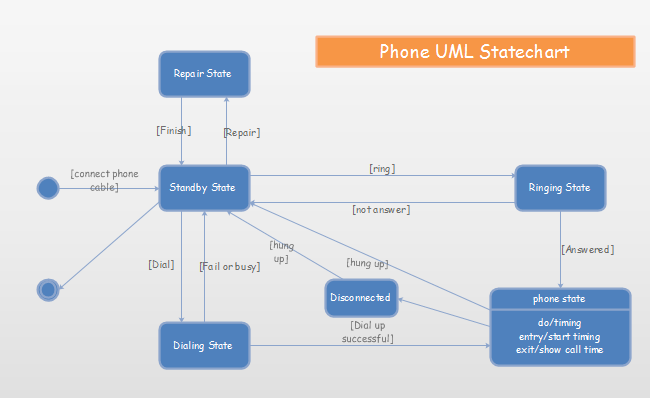 Phone UML Statechart
Repair State
[Finish]
[Repair]
[connect phone
cable]
Standby State
[ring]
Ringing State
[not answer]
[Dial]
[Fail or busy]
[hung
up]
[hung up]
[Answered]
Disconnected
phone state
do/timing
entry/start timing
exit/show call time
[Dial up
successful]
Dialing State